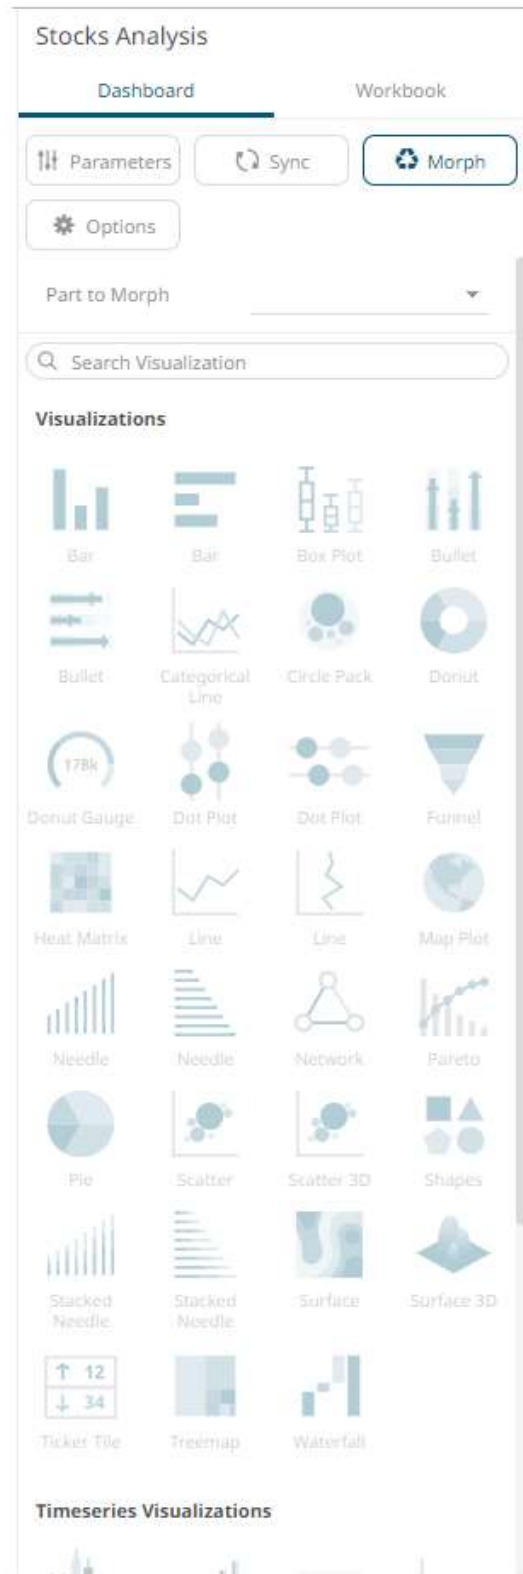 Stocks Analysis
Dashboard Workbook
Parameters Sync Morph
Options
Part to Morph
Search Visualization
Visualizations
Bar Bar Box Plot Bullet
Bullet Categorical Circle Pack Donut
Line
178k
Donut Gauge Dot Plot Dot Plot Funnel
Heat Matrix Line Line Map Plot
Needle Needle Network Pareto
Pie Scatter Scatter 3D Shapes
Stacked Stacked Surface Surface 3D
Needle Needle
↑ 12
↓ 34
Ticker Tile Treemap Waterfall
Timeseries Visualizations